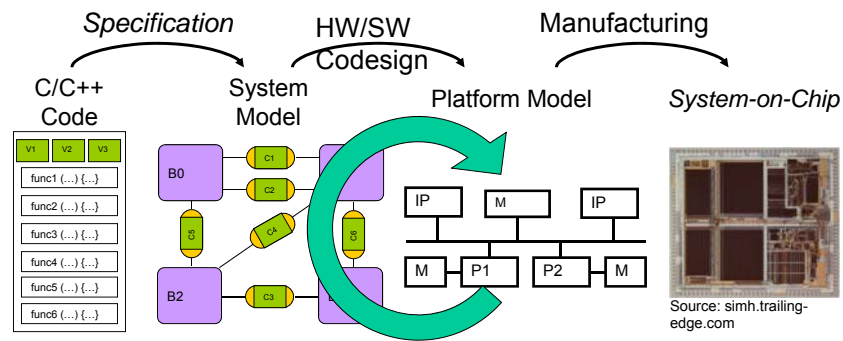 Specification
HW/SW
Codesign
Manufacturing
C/C++
Code
System
Model
Platform Model
System-on-Chip
V1 V2 V3
func1 (…) {…}
func2 (…) {…}
func3 (…) {…}
func4 (…) {…}
func5 (…) {…}
func6 (…) {…}
B0
C1
C2
C5
C4
C6
B2
C3
IP
M
IP
M
P1
P2
M
Source: simh.trailing-
edge.com